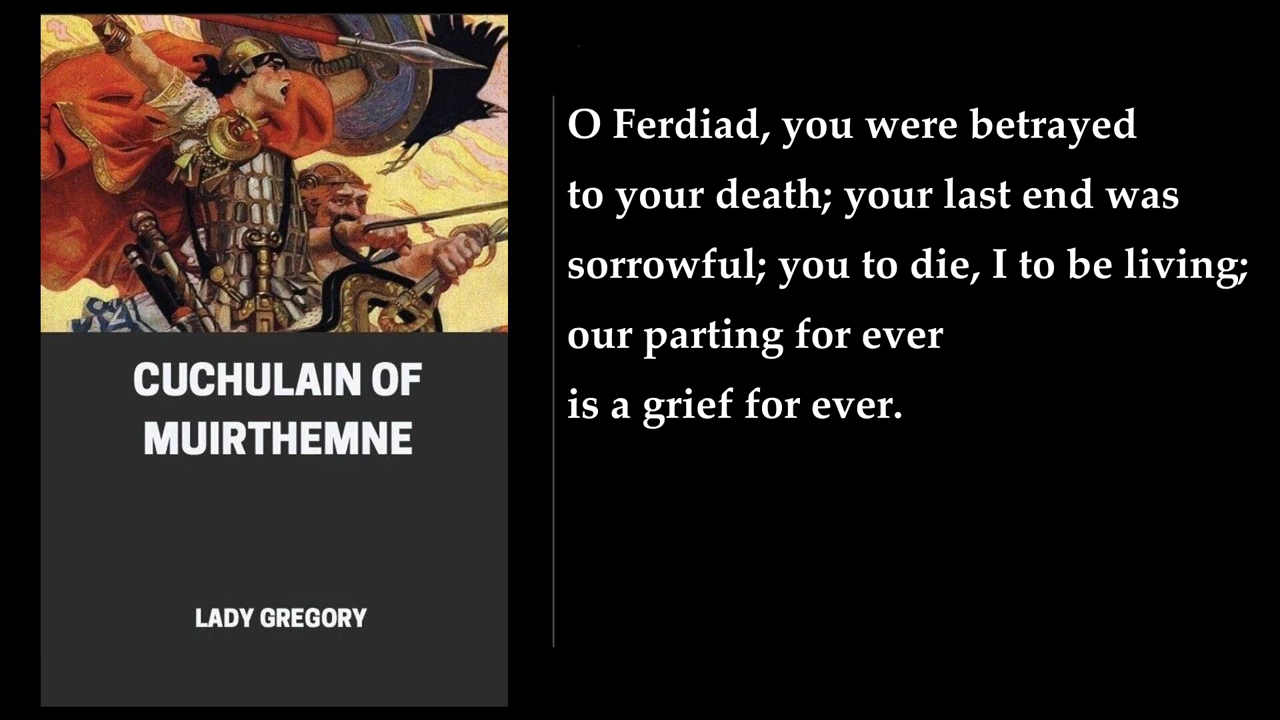 CUCHULAIN OF
MUIRTHEMNE
LADY GREGORY
O Ferdiad, you were betrayed
to your death; your last end was
sorrowful; you to die, I to be living;
our parting for ever
is a grief for ever.